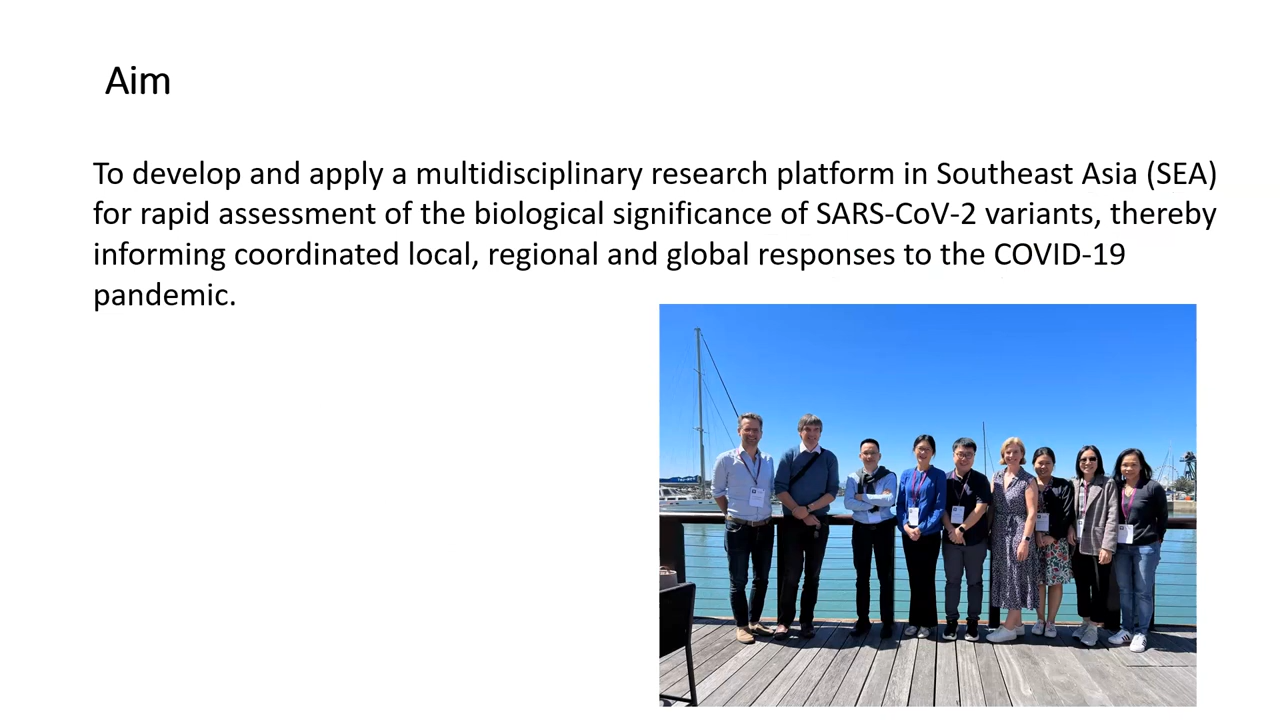 Aim
To develop and apply a multidisciplinary research platform in Southeast Asia (SEA)
for rapid assessment of the biological significance of SARS-CoV-2 variants, thereby
informing coordinated local, regional and global responses to the COVID-19
pandemic.